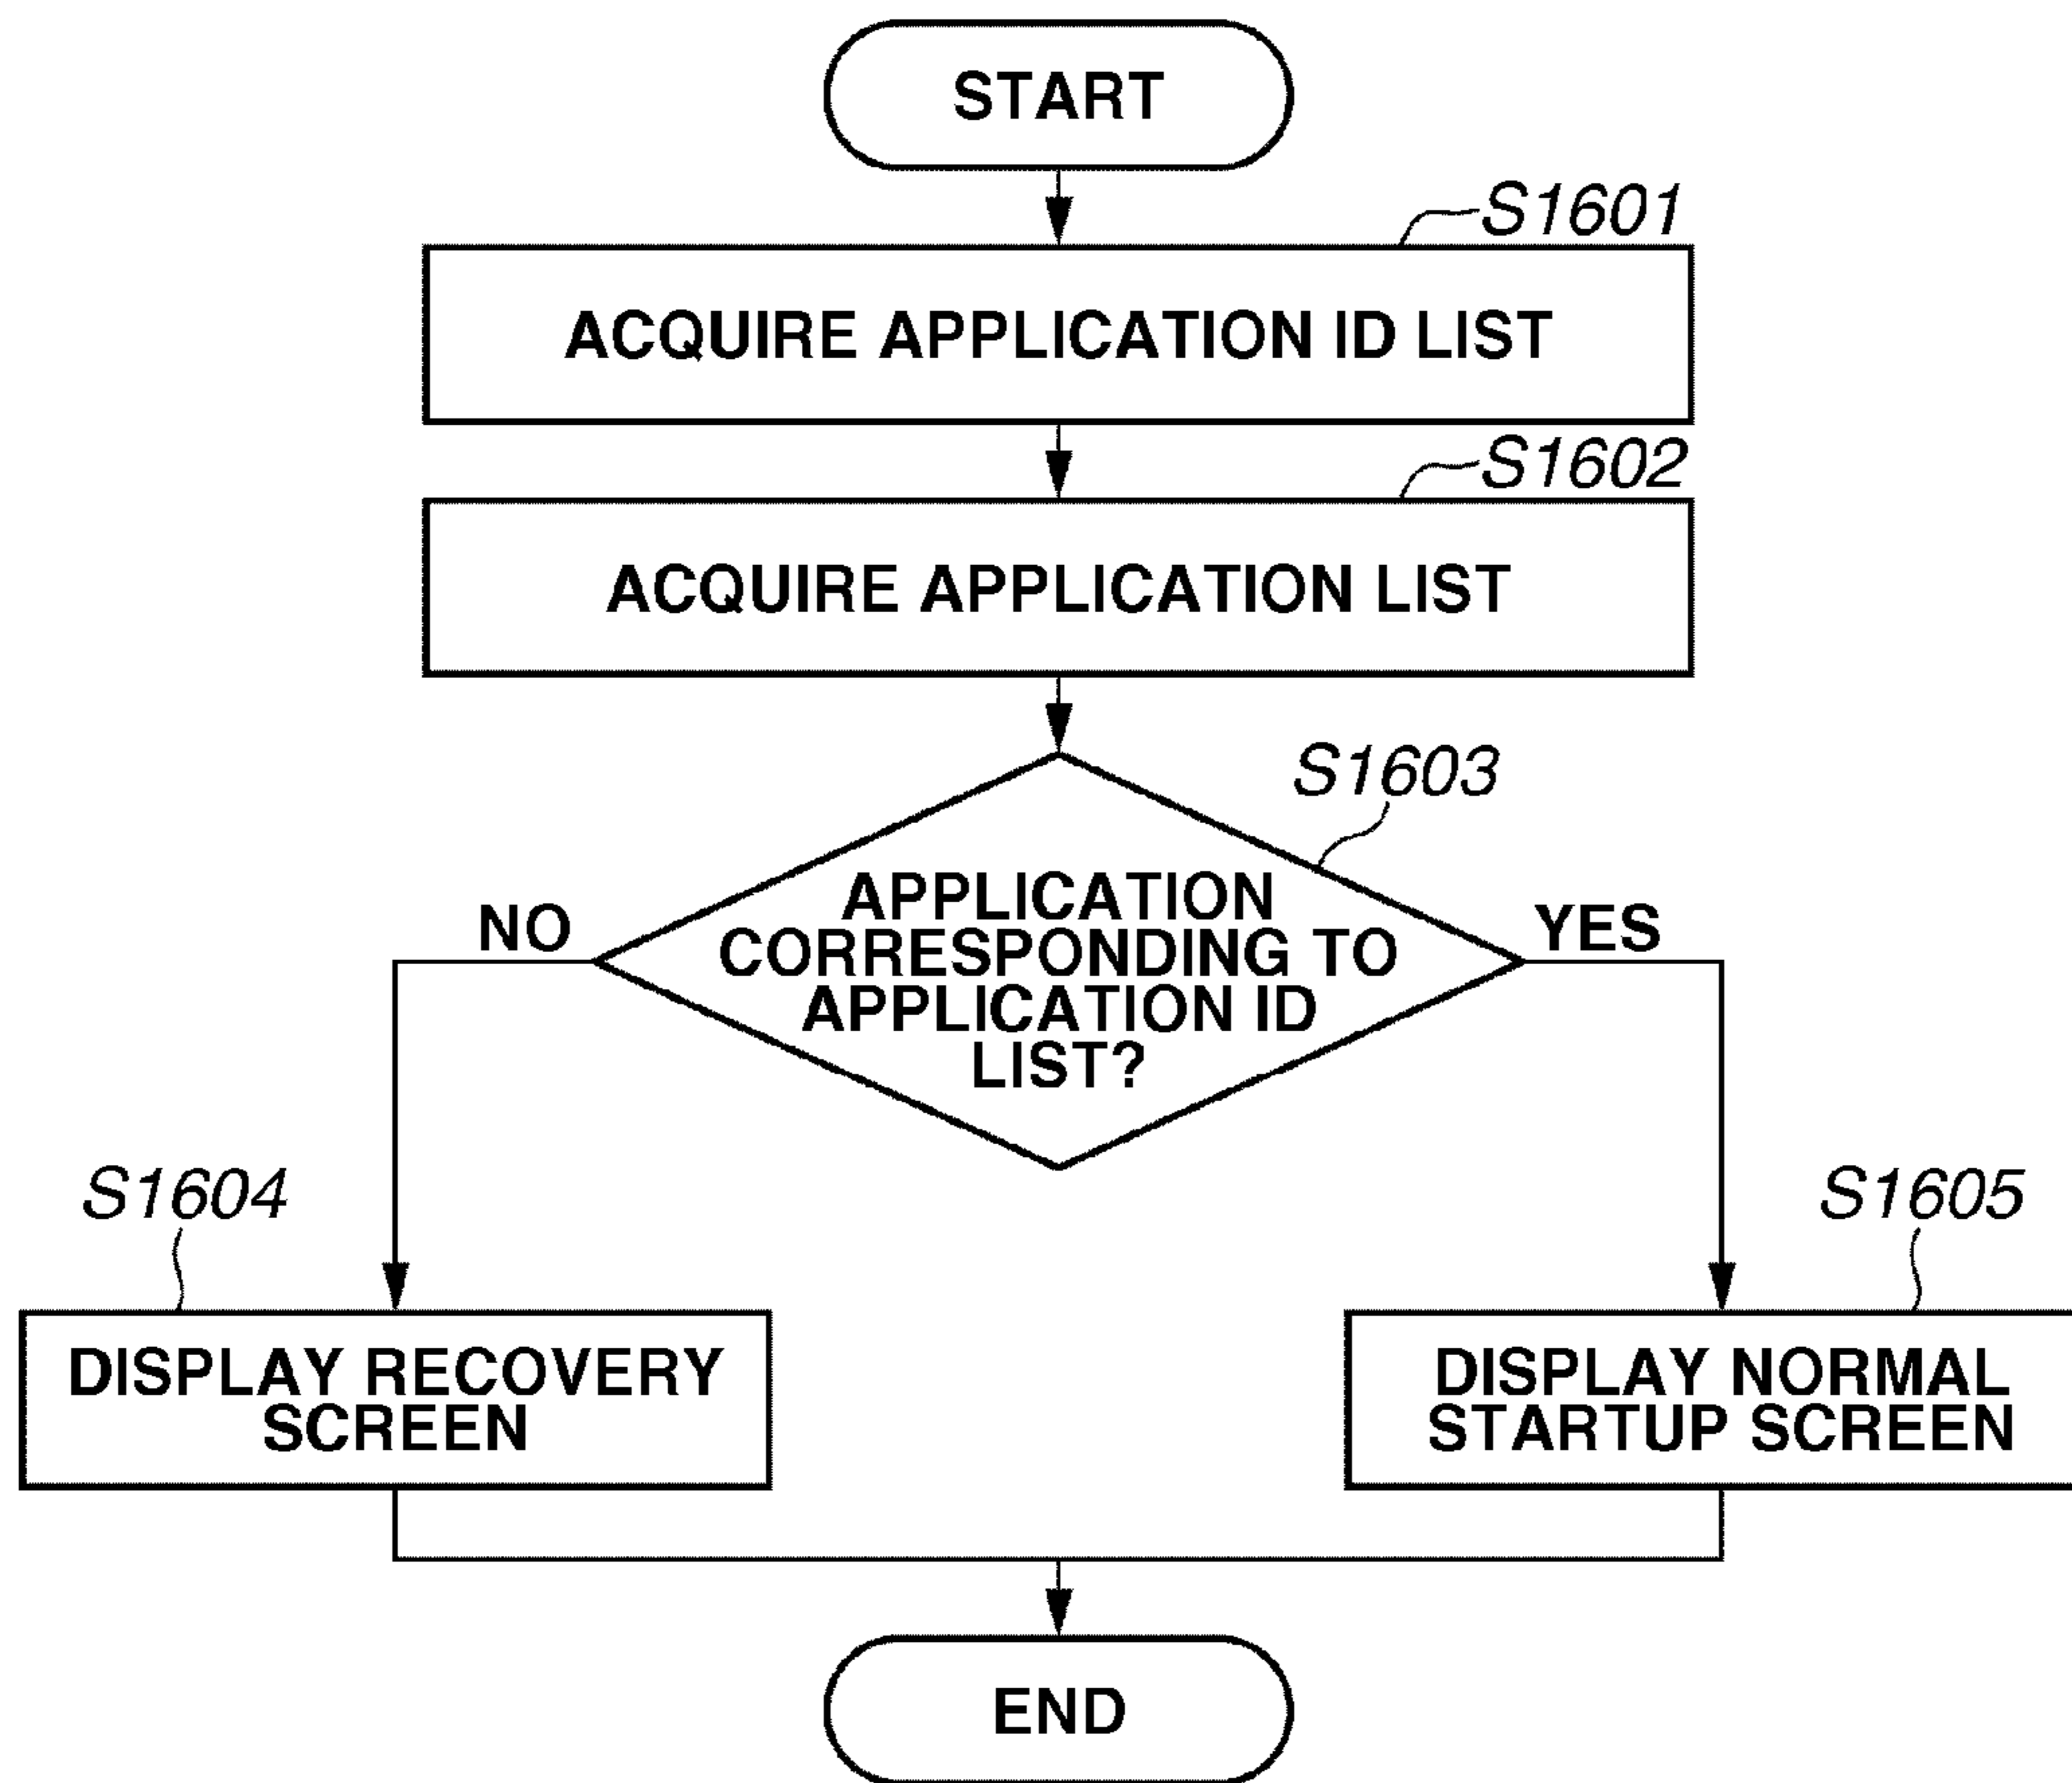 START
S1601
ACQUIRE APPLICATION ID LIST
S1602
ACQUIRE APPLICATION LIST
S1603
APPLICATION
CORRESPONDING TO
APPLICATION ID
LIST?
NO
YES
S1604
S1605
DISPLAY RECOVERY
SCREEN
DISPLAY NORMAL
STARTUP SCREEN
END